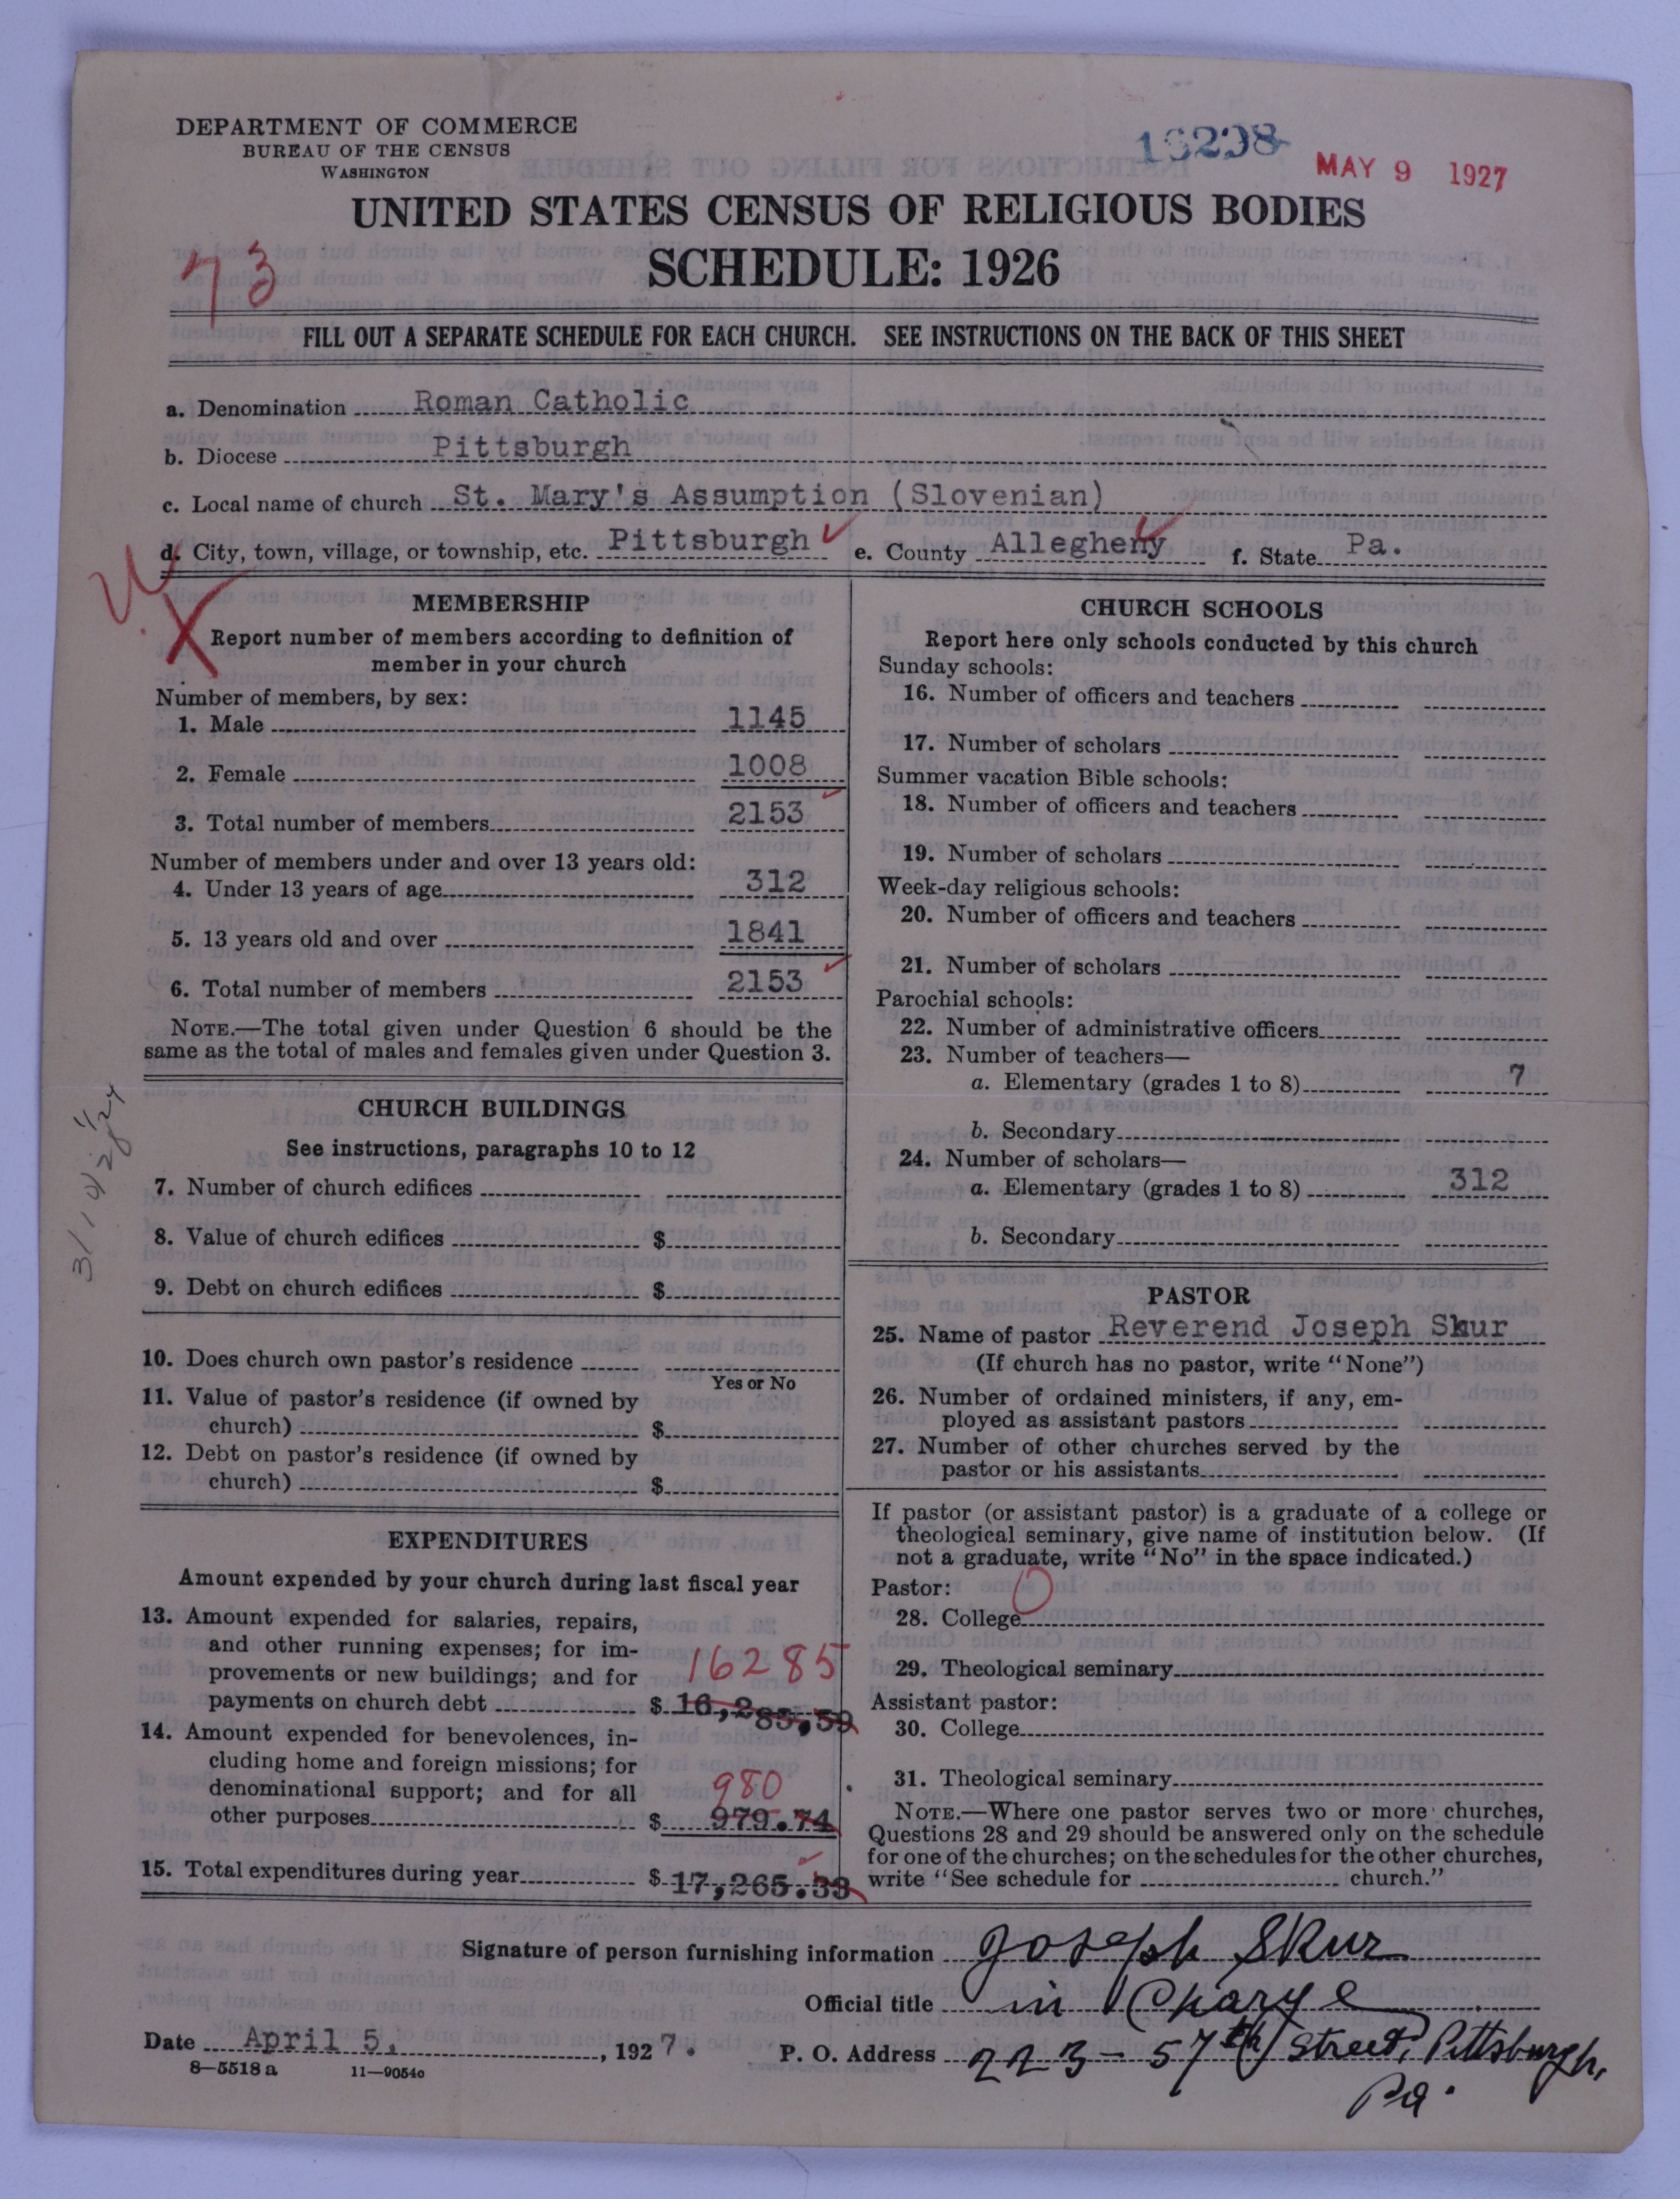 DEPARTMENT OF COMMERCE
BUREAU OF THE CENSUS
WASHINGTON
16298
MAY 9 1927
UNITED STATES CENSUS OF RELIGIOUS BODIES
SCHEDULE: 1926
73
FILL OUT A SEPARATE SCHEDULE FOR EACH CHURCH. SEE INSTRUCTIONS ON THE BACK OF THIS SHEET
a. Denomination Roman Catholic
b. Diocese Pittsburgh
c. Local name of church St. Mary's Assumption (Slovenian)
d. City, town, village, or township, etc. Pittsburgh e. County Allegheny f. State Pa.
MEMBERSHIP
Report number of members according to definition of
member in your church
Number of members, by sex:
1. Male 1145
2. Female 1008
3. Total number of members 2153
Number of members under and over 13 years old:
4. Under 13 years of age 312
5. 13 years old and over 1841
6. Total number of members 2153
NOTE.—The total given under Question 6 should be the
same as the total of males and females given under Question 3.
CHURCH BUILDINGS
See instructions, paragraphs 10 to 12
7. Number of church edifices
8. Value of church edifices $
9. Debt on church edifices $
10. Does church own pastor's residence
Yes or No
11. Value of pastor's residence (if owned by
church) $
12. Debt on pastor's residence (if owned by
church) $
EXPENDITURES
Amount expended by your church during last fiscal year
13. Amount expended for salaries, repairs,
and other running expenses; for im-
provements or new buildings; and for
16285
payments on church debt $ 16,285.59
14. Amount expended for benevolences, in-
cluding home and foreign missions; for
denominational support; and for all
980
other purposes $ 979.74
15. Total expenditures during year $ 17,265.33
CHURCH SCHOOLS
Report here only schools conducted by this church
Sunday schools:
16. Number of officers and teachers
17. Number of scholars
Summer vacation Bible schools:
18. Number of officers and teachers
19. Number of scholars
Week-day religious schools:
20. Number of officers and teachers
21. Number of scholars
Parochial schools:
22. Number of administrative officers
23. Number of teachers—
a. Elementary (grades 1 to 8) 7
b. Secondary
24. Number of scholars—
a. Elementary (grades 1 to 8) 312
b. Secondary
PASTOR
25. Name of pastor Reverend Joseph Skur
(If church has no pastor, write "None")
26. Number of ordained ministers, if any, em-
ployed as assistant pastors
27. Number of other churches served by the
pastor or his assistants
If pastor (or assistant pastor) is a graduate of a college or
theological seminary, give name of institution below. (If
not a graduate, write "No" in the space indicated.)
Pastor:
28. College 0
29. Theological seminary
Assistant pastor:
30. College
31. Theological seminary
NOTE.—Where one pastor serves two or more churches,
Questions 28 and 29 should be answered only on the schedule
for one of the churches; on the schedules for the other churches,
write "See schedule for church."
Signature of person furnishing information Joseph Skur
Official title in Charge
Date April 5, 1927. P. O. Address 223 - 57th Street, Pittsburgh,
Pa.
8—5518 a 11—9054c